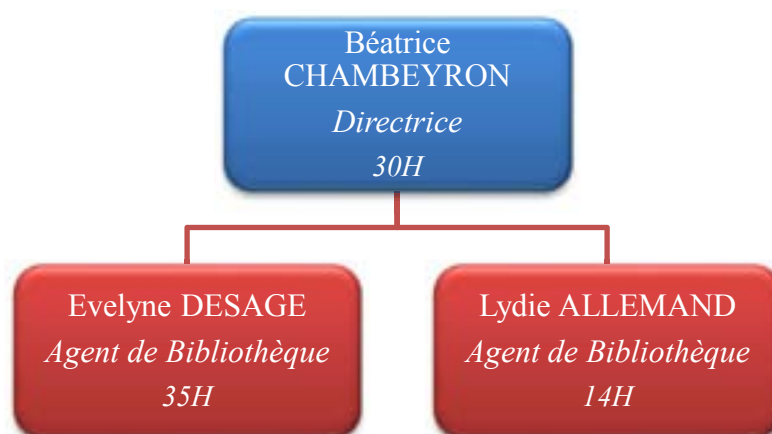 Béatrice
CHAMBEYRON
Directrice
30H
Evelyne DESAGE
Agent de Bibliothèque
35H
Lydie ALLEMAND
Agent de Bibliothèque
14H